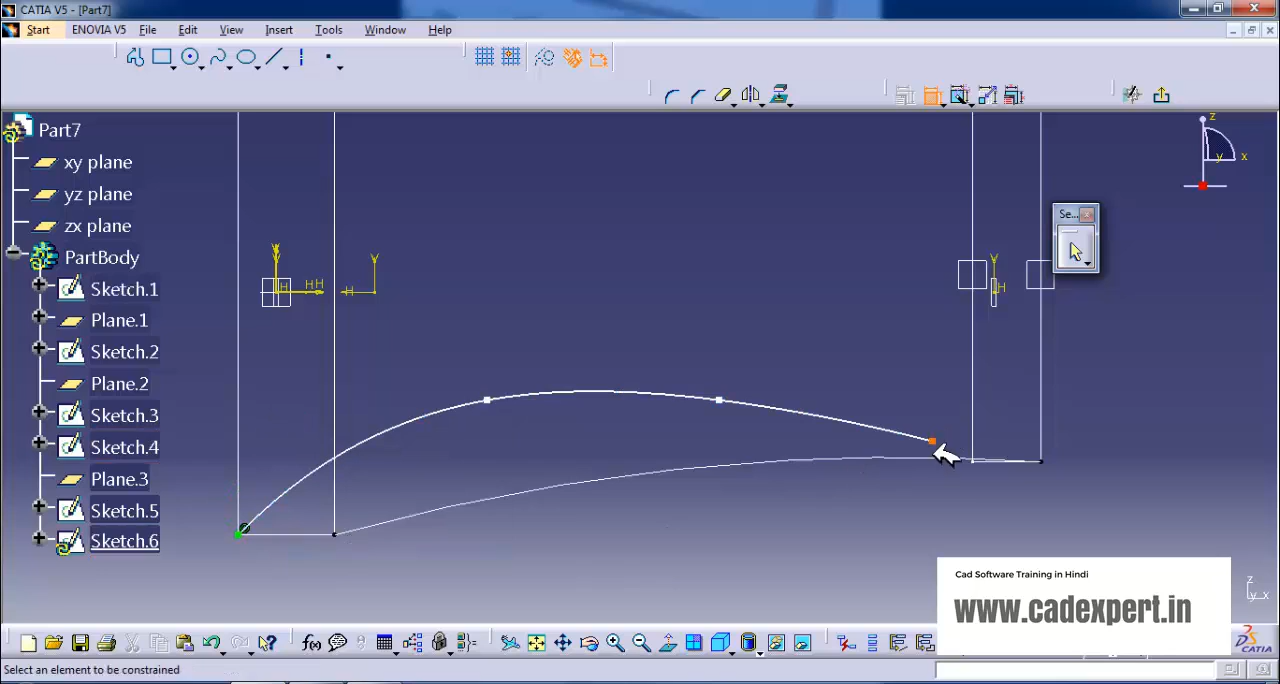 CATIA V5 - [Part7]
Start ENOVIA V5 File Edit View Insert Tools Window Help
Part7
xy plane
yz plane
zx plane
PartBody
Sketch.1
Plane.1
Sketch.2
Plane.2
Sketch.3
Sketch.4
Plane.3
Sketch.5
Sketch.6
z
y
x
Se...
Y
H
H H
Y
H
Y
H
Cad Software Training in Hindi
www.cadexpert.in
z
y x
f(x)
CATIA
Select an element to be constrained